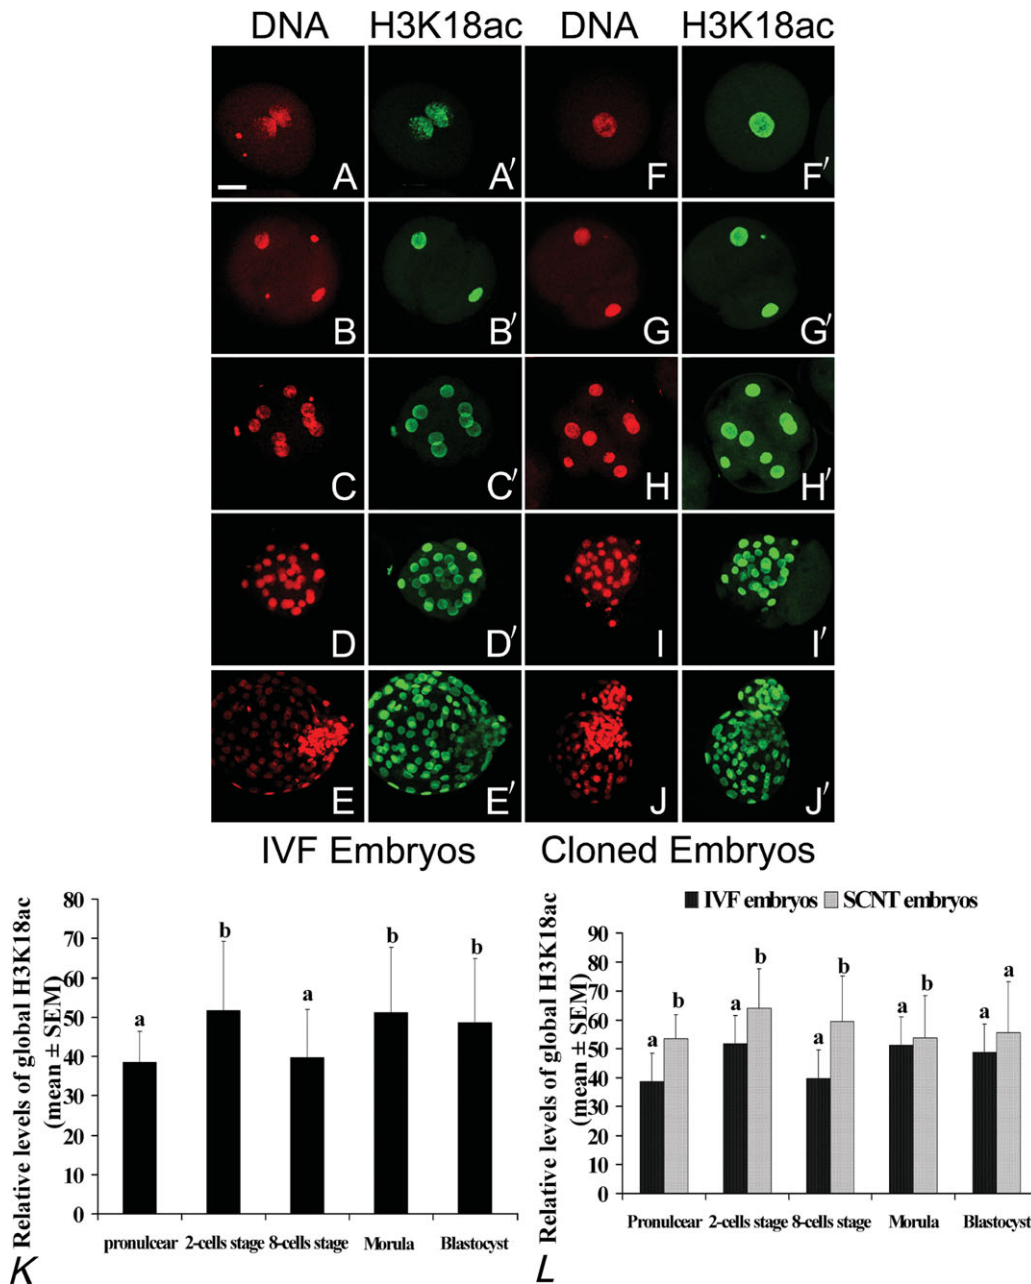 DNA H3K18ac DNA H3K18ac
A A′ F F′
B B′ G G′
C C′ H H′
D D′ I I′
E E′ J J′
IVF Embryos Cloned Embryos
Relative levels of global H3K18ac
(mean ± SEM)
80
70
60
50
40
30
20
10
0
a b a b b
pronulcear 2-cells stage 8-cells stage Morula Blastocyst
K
IVF embryos SCNT embryos
Relative levels of global H3K18ac
(mean ± SEM)
90
80
70
60
50
40
30
20
10
0
a b a b a b a b a a
Pronulcear 2-cells stage 8-cells stage Morula Blastocyst
L